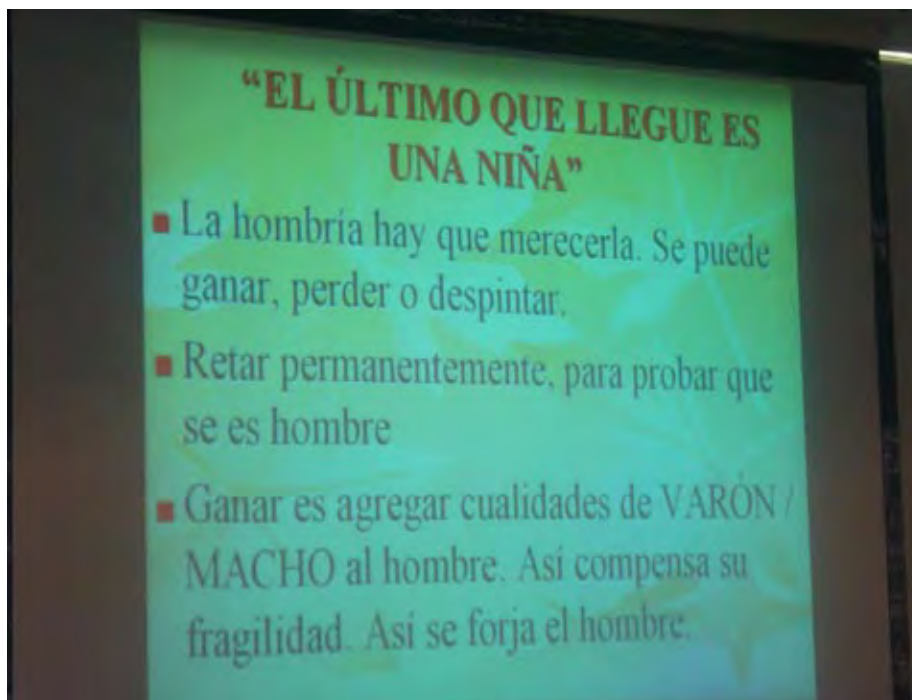 “EL ÚLTIMO QUE LLEGUE ES
UNA NIÑA”
▪ La hombría hay que merecerla. Se puede
ganar, perder o despintar.
▪ Retar permanentemente, para probar que
se es hombre
▪ Ganar es agregar cualidades de VARÓN /
MACHO al hombre. Así compensa su
fragilidad. Así se forja el hombre.